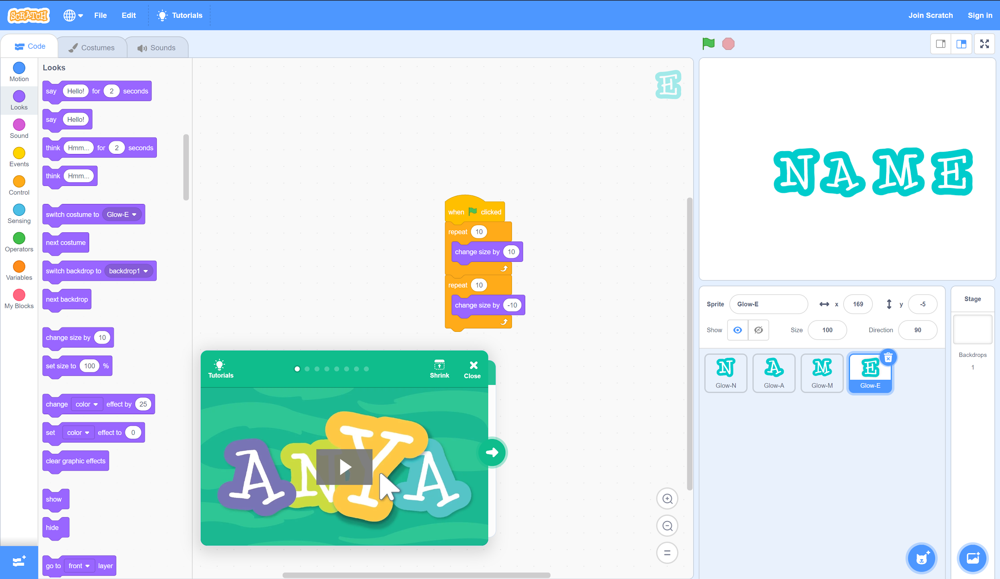 SCRATCH File Edit Tutorials Join Scratch Sign in
Code Costumes Sounds
Motion
Looks
Sound
Events
Control
Sensing
Operators
Variables
My Blocks
Looks
say Hello! for 2 seconds
say Hello!
think Hmm... for 2 seconds
think Hmm...
switch costume to Glow-E
next costume
switch backdrop to backdrop1
next backdrop
change size by 10
set size to 100 %
change color effect by 25
set color effect to 0
clear graphic effects
show
hide
go to front layer
E
when clicked
repeat 10
change size by 10
repeat 10
change size by -10
Tutorials Shrink Close
ANYA
NAME
Sprite Glow-E x 169 y -5
Show Size 100 Direction 90
N A M E
Glow-N Glow-A Glow-M Glow-E
Stage
Backdrops
1